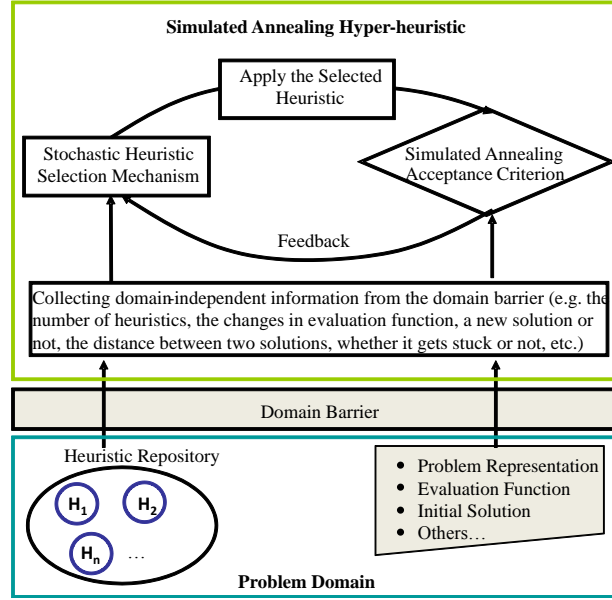 Simulated Annealing Hyper-heuristic
Apply the Selected
Heuristic
Stochastic Heuristic
Selection Mechanism
Simulated Annealing
Acceptance Criterion
Feedback
Collecting domain-independent information from the domain barrier (e.g. the
number of heuristics, the changes in evaluation function, a new solution or
not, the distance between two solutions, whether it gets stuck or not, etc.)
Domain Barrier
Heuristic Repository
H1 H2
Hn …
• Problem Representation
• Evaluation Function
• Initial Solution
• Others…
Problem Domain